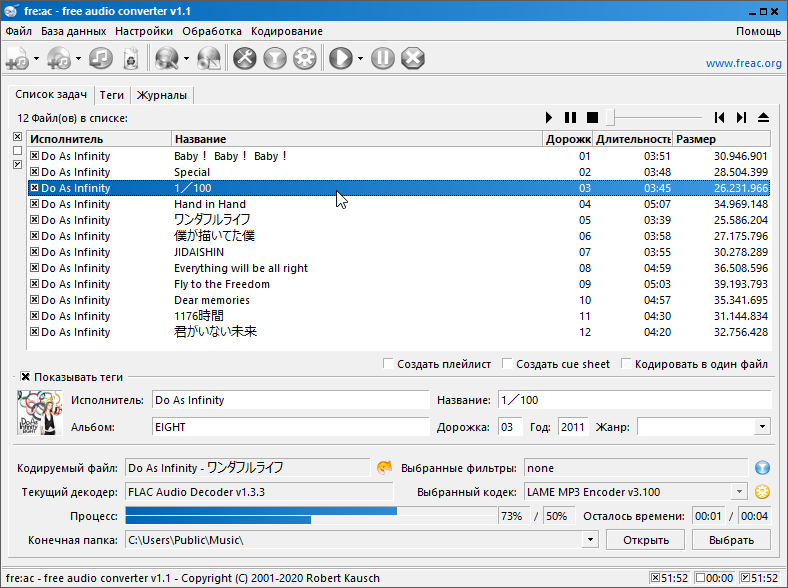 fre:ac - free audio converter v1.1
Файл База данных Настройки Обработка Кодирование Помощь
www.freac.org
Список задач Теги Журналы
12 Файл(ов) в списке:
Исполнитель Название Дорожк Длительность Размер
Do As Infinity Baby！ Baby！ Baby！ 01 03:51 30.946.901
Do As Infinity Special 02 03:48 28.504.399
Do As Infinity 1／100 03 03:45 26.231.966
Do As Infinity Hand in Hand 04 05:07 34.969.148
Do As Infinity ワンダフルライフ 05 03:39 25.586.204
Do As Infinity 僕が描いてた僕 06 03:58 27.175.796
Do As Infinity JIDAISHIN 07 03:55 30.278.289
Do As Infinity Everything will be all right 08 04:59 36.508.596
Do As Infinity Fly to the Freedom 09 05:03 39.193.793
Do As Infinity Dear memories 10 04:57 35.341.695
Do As Infinity 1176時間 11 04:30 31.144.834
Do As Infinity 君がいない未来 12 04:20 32.756.428
Создать плейлист Создать cue sheet Кодировать в один файл
Показывать теги
Do As Infinity EIGHT
Исполнитель: Do As Infinity Название: 1／100
Альбом: EIGHT Дорожка: 03 Год: 2011 Жанр:
Кодируемый файл: Do As Infinity - ワンダフルライフ Выбранные фильтры: none
Текущий декодер: FLAC Audio Decoder v1.3.3 Выбранный кодек: LAME MP3 Encoder v3.100
Процесс: 73% / 50% Осталось времени: 00:01 / 00:04
Конечная папка: C:\Users\Public\Music\ Открыть Выбрать
fre:ac - free audio converter v1.1 - Copyright (C) 2001-2020 Robert Kausch 51:52 00:00 51:52